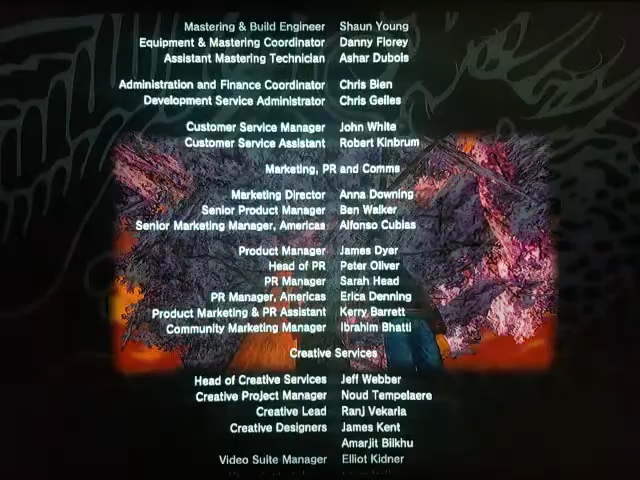 Mastering & Build Engineer Shaun Young
Equipment & Mastering Coordinator Danny Florey
Assistant Mastering Technician Ashar Dubois
Administration and Finance Coordinator Chris Bien
Development Service Administrator Chris Gelles
Customer Service Manager John White
Customer Service Assistant Robert Kinbrum
Marketing, PR and Comms
Marketing Director Anna Downing
Senior Product Manager Ben Walker
Senior Marketing Manager, Americas Alfonso Cubias
Product Manager James Dyer
Head of PR Peter Oliver
PR Manager Sarah Head
PR Manager, Americas Erica Denning
Product Marketing & PR Assistant Kerry Barrett
Community Marketing Manager Ibrahim Bhatti
Creative Services
Head of Creative Services Jeff Webber
Creative Project Manager Noud Tempelaere
Creative Lead Ranj Vekaria
Creative Designers James Kent
Amarjit Bilkhu
Video Suite Manager Elliot Kidner